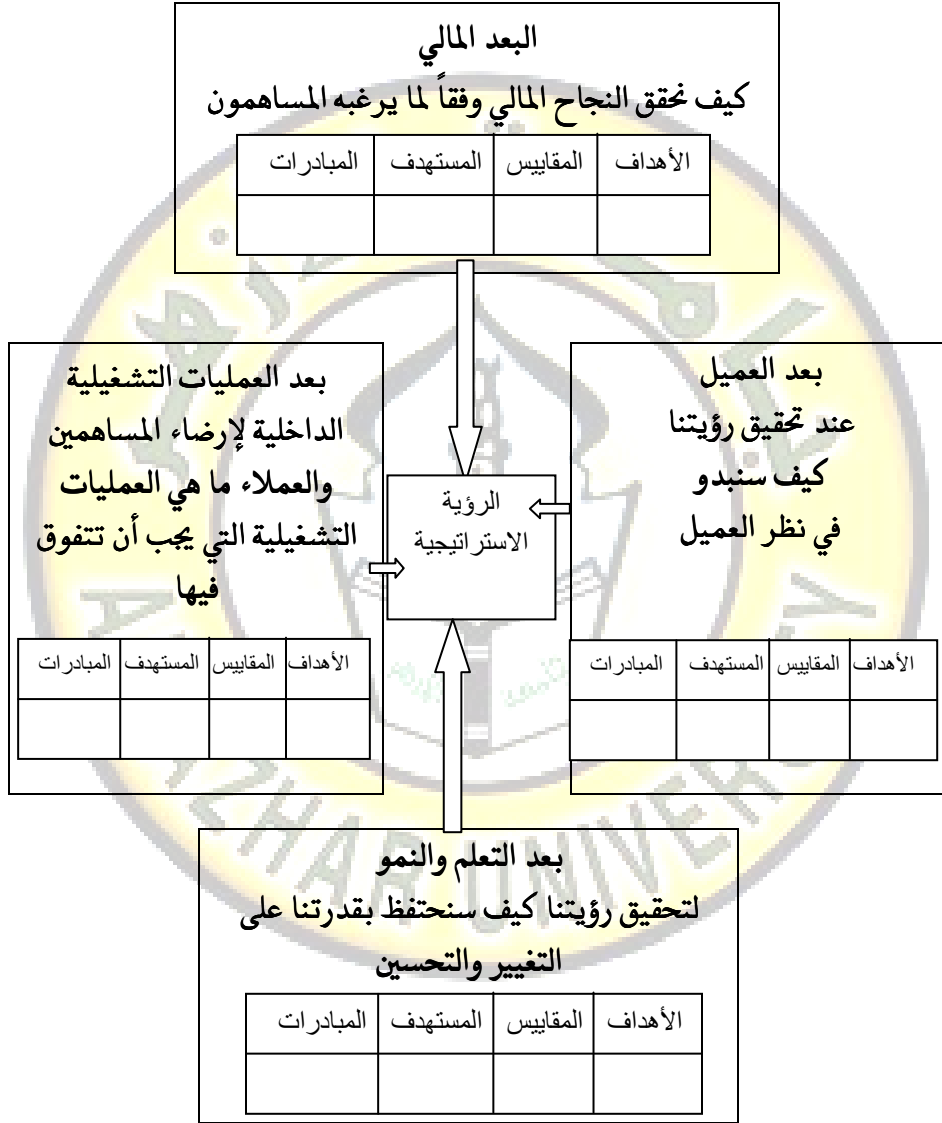 البعد المالي
كيف نحقق النجاح المالي وفقاً لما يرغبه المساهمون
الأهداف المقاييس المستهدف المبادرات
بعد العميل
عند تحقيق رؤيتنا
كيف سنبدو
في نظر العميل
الأهداف المقاييس المستهدف المبادرات
الرؤية
الاستراتيجية
بعد العمليات التشغيلية
الداخلية لإرضاء المساهمين
والعملاء ما هي العمليات
التشغيلية التي يجب أن تتفوق
فيها
الأهداف المقاييس المستهدف المبادرات
بعد التعلم والنمو
لتحقيق رؤيتنا كيف سنحتفظ بقدرتنا على
التغيير والتحسين
الأهداف المقاييس المستهدف المبادرات
AL AZHAR UNIVERSITY